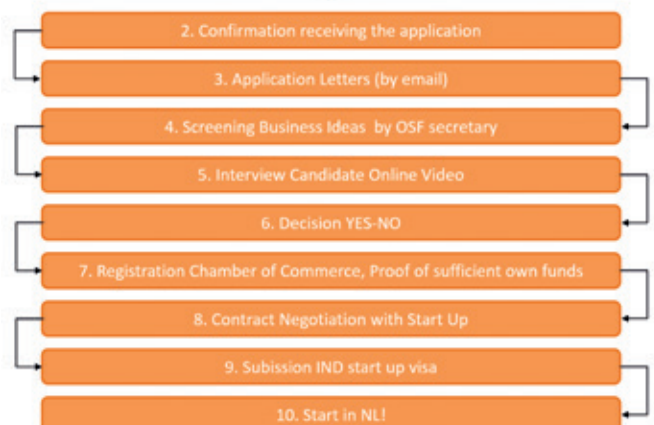 2. Confirmation receiving the application
3. Application Letters (by email)
4. Screening Business Ideas by OSF secretary
5. Interview Candidate Online Video
6. Decision YES-NO
7. Registration Chamber of Commerce, Proof of sufficient own funds
8. Contract Negotiation with Start Up
9. Subission IND start up visa
10. Start in NL!